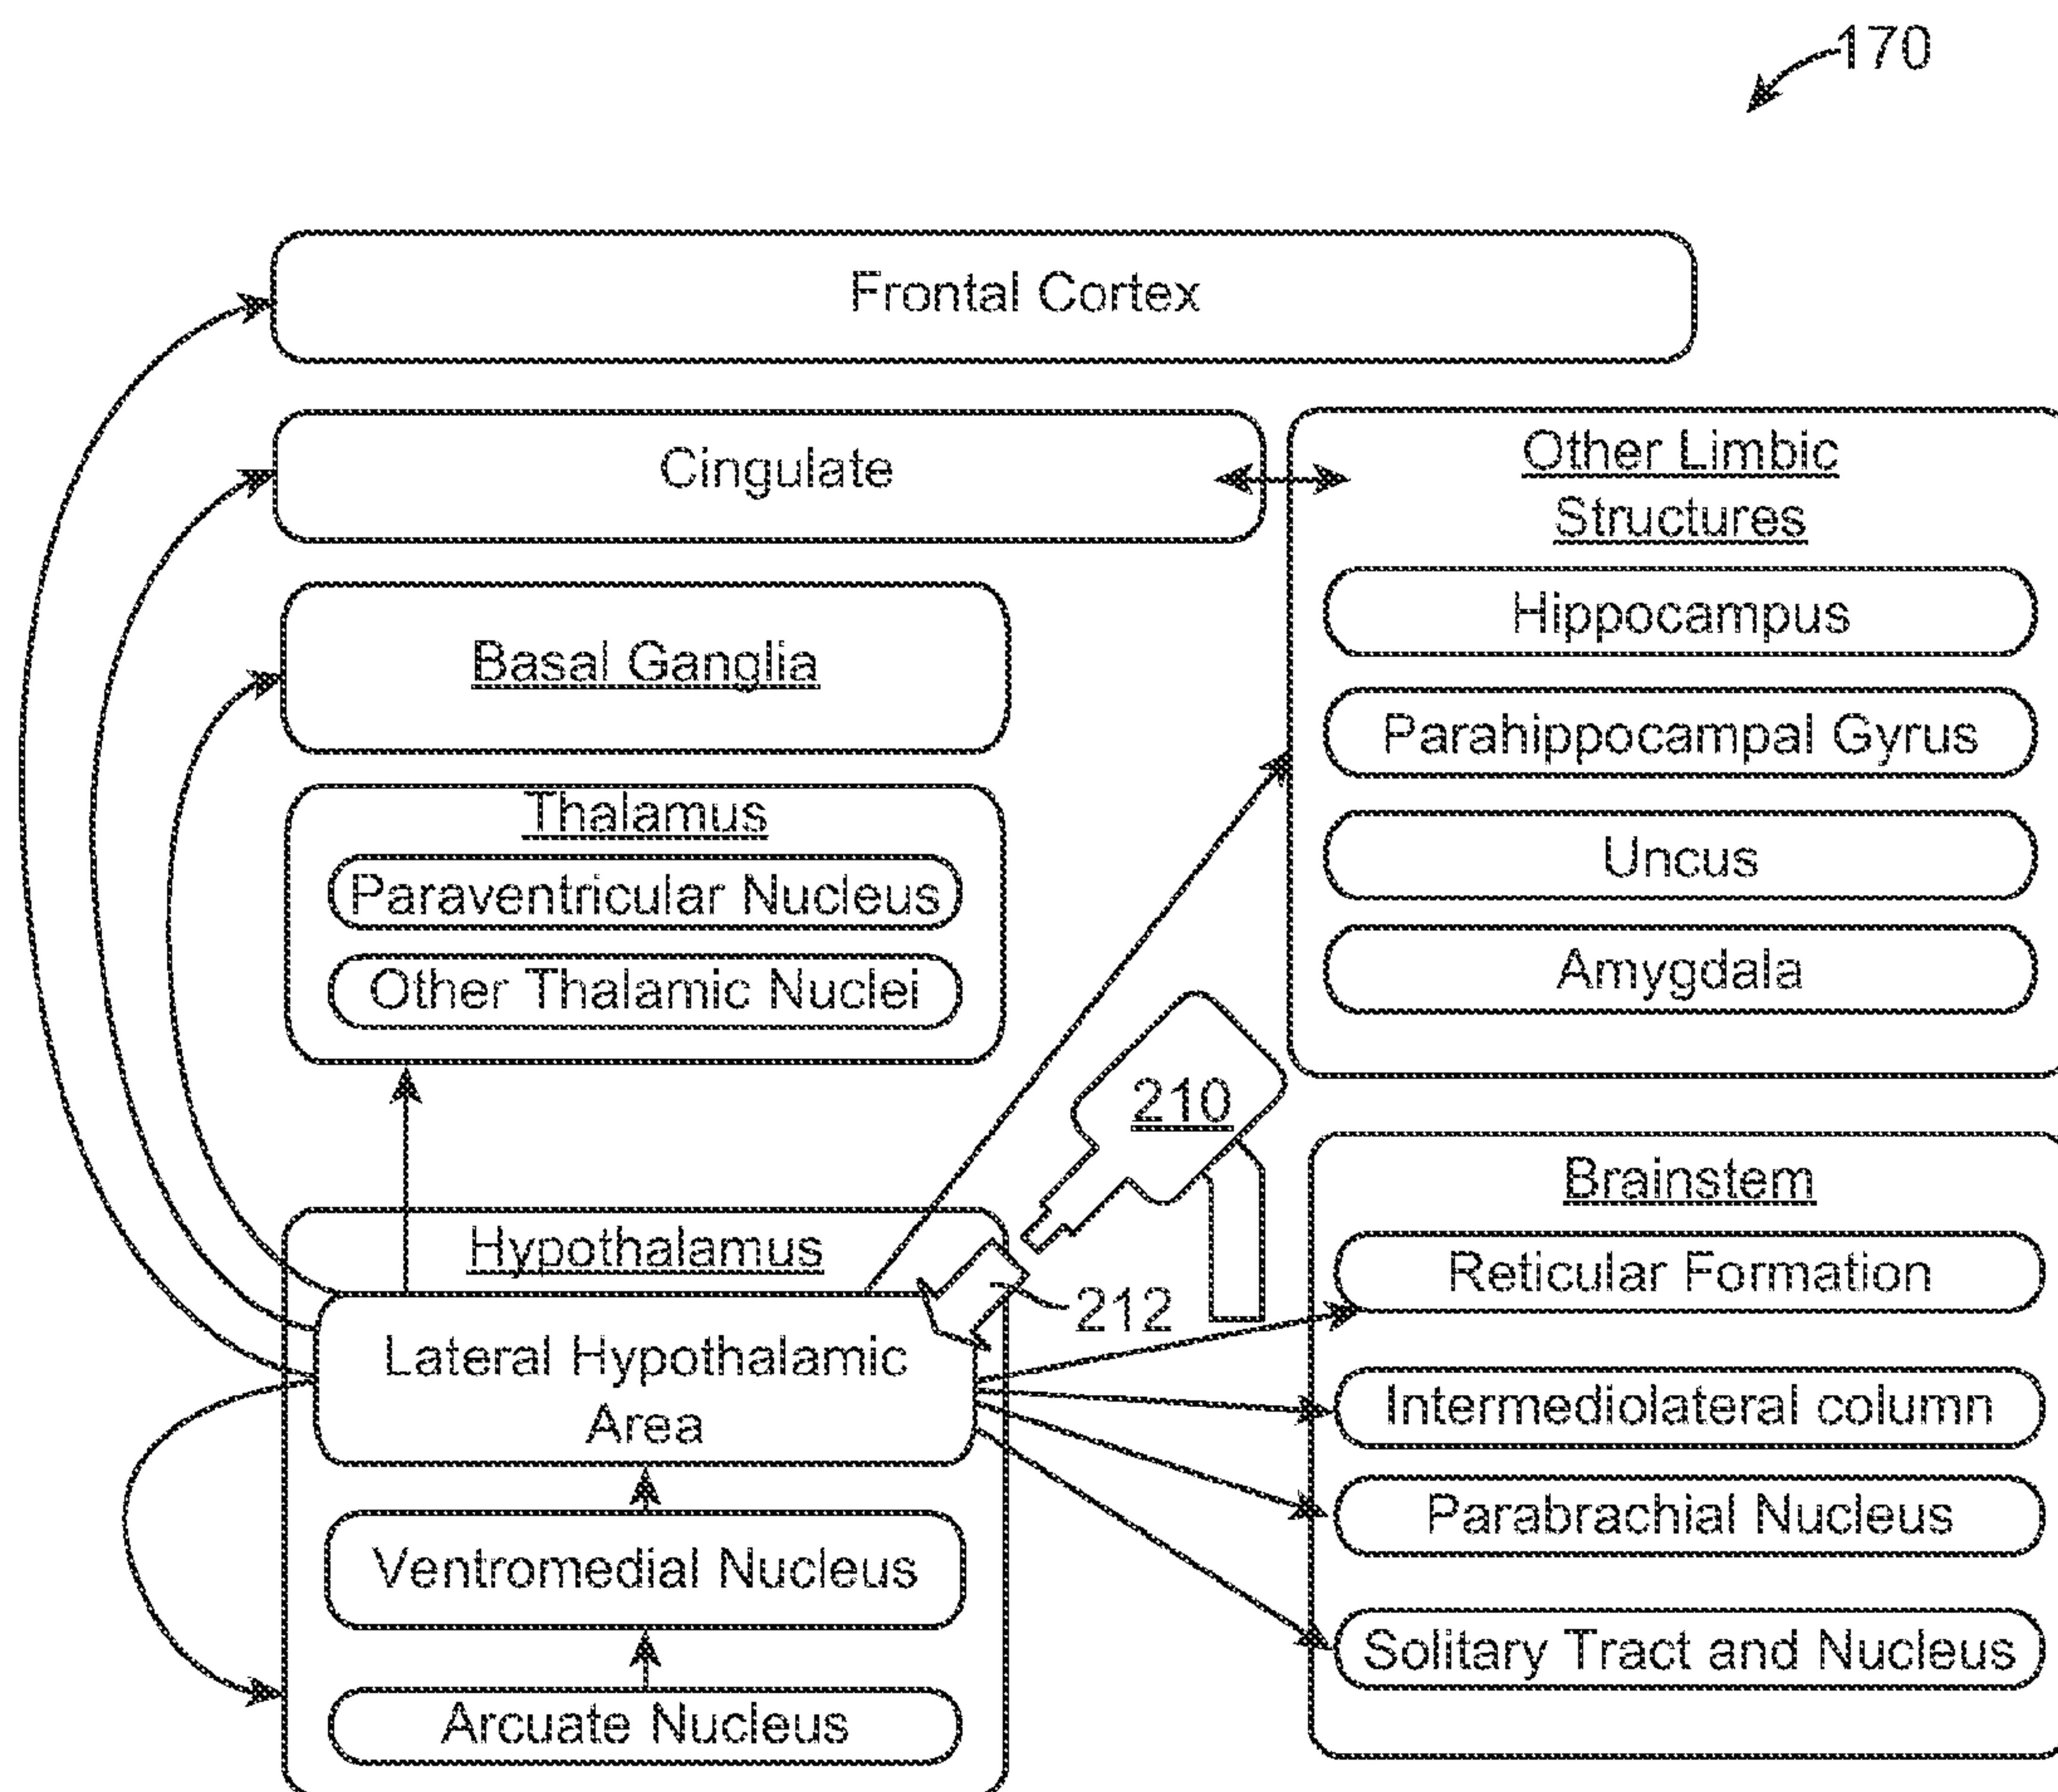 170
Frontal Cortex
Cingulate
Other Limbic
Structures
Hippocampus
Parahippocampal Gyrus
Uncus
Amygdala
Basal Ganglia
Thalamus
Paraventricular Nucleus
Other Thalamic Nuclei
210
Hypothalamus
212
Lateral Hypothalamic
Area
Ventromedial Nucleus
Arcuate Nucleus
Brainstem
Reticular Formation
Intermediolateral column
Parabrachial Nucleus
Solitary Tract and Nucleus